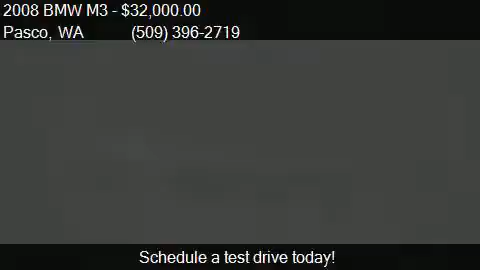 2008 BMW M3 - $32,000.00
Pasco, WA (509) 396-2719
Schedule a test drive today!